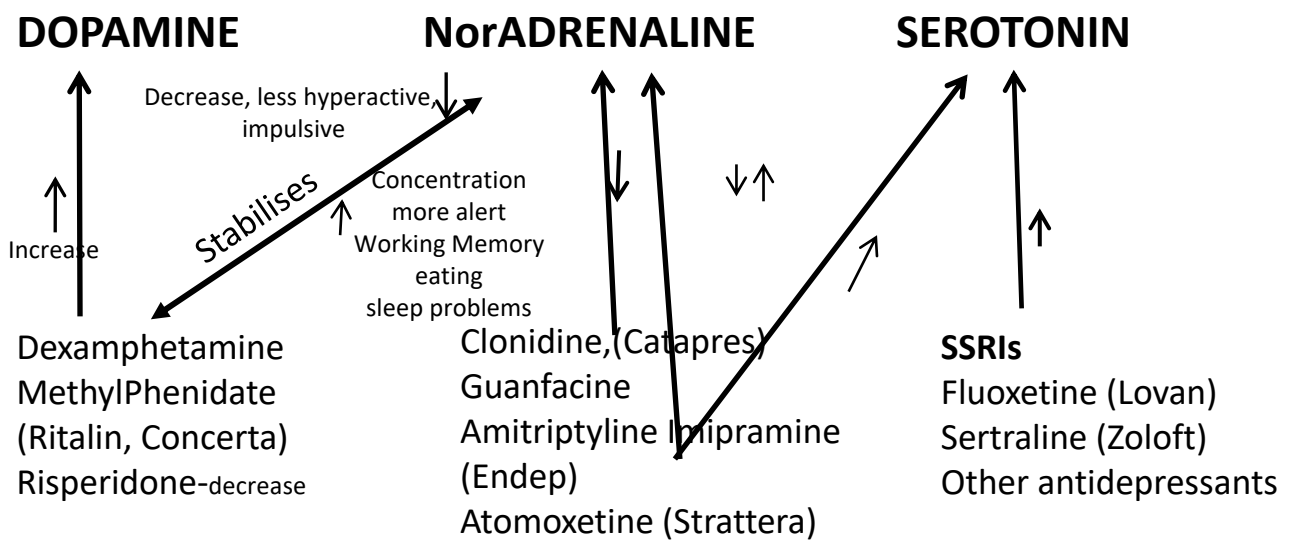 DOPAMINE
NorADRENALINE
SEROTONIN
Decrease, less hyperactive,
impulsive
Stabilises
Increase
Concentration
more alert
Working Memory
eating
sleep problems
Dexamphetamine
MethylPhenidate
(Ritalin, Concerta)
Risperidone-decrease
Clonidine,(Catapres)
Guanfacine
Amitriptyline Imipramine
(Endep)
Atomoxetine (Strattera)
SSRIs
Fluoxetine (Lovan)
Sertraline (Zoloft)
Other antidepressants